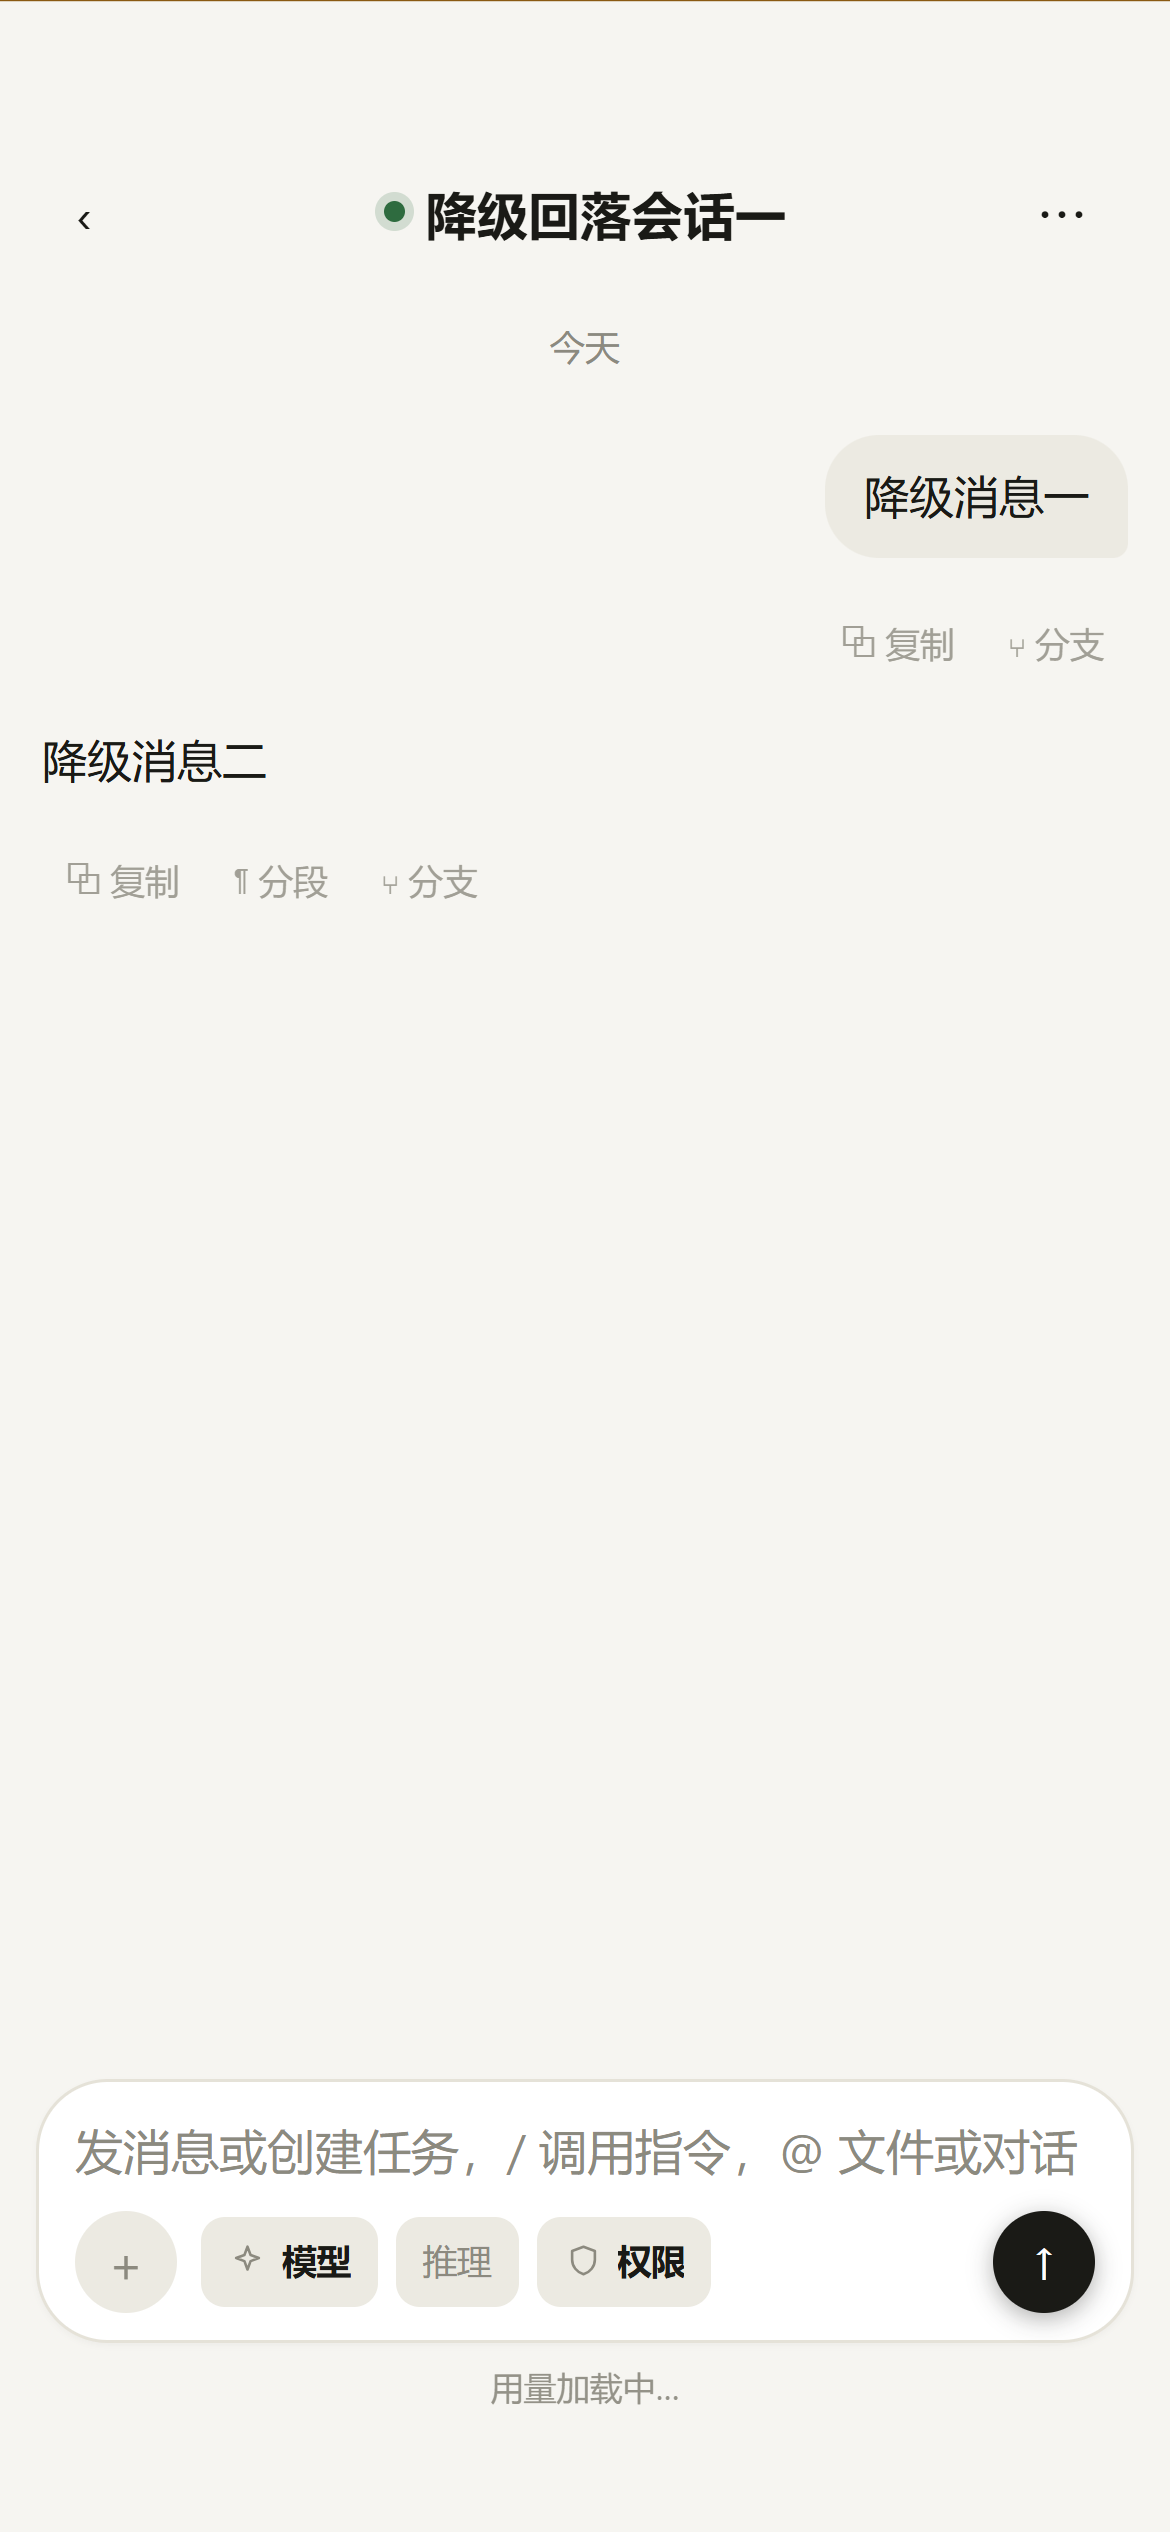 ‹ 降级回落会话一 ···
今天
降级消息一
复制 ⑂ 分支
降级消息二
复制 ¶ 分段 ⑂ 分支
发消息或创建任务，/ 调用指令，@ 文件或对话
+ 模型 推理 权限 ↑
用量加载中...